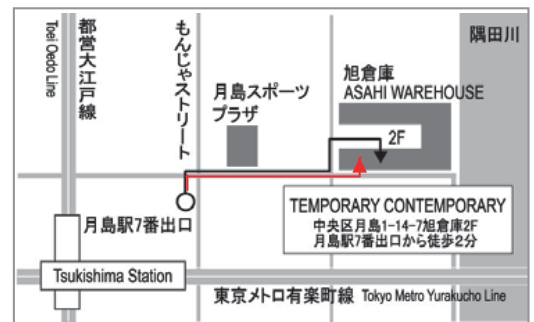 Toei Oedo Line
都営大江戸線
もんじゃストリート
月島スポーツ
プラザ
旭倉庫
ASAHI WAREHOUSE
2F
隅田川
月島駅7番出口
TEMPORARY CONTEMPORARY
中央区月島1-14-7旭倉庫2F
月島駅7番出口から徒歩2分
Tsukishima Station
東京メトロ有楽町線 Tokyo Metro Yurakucho Line